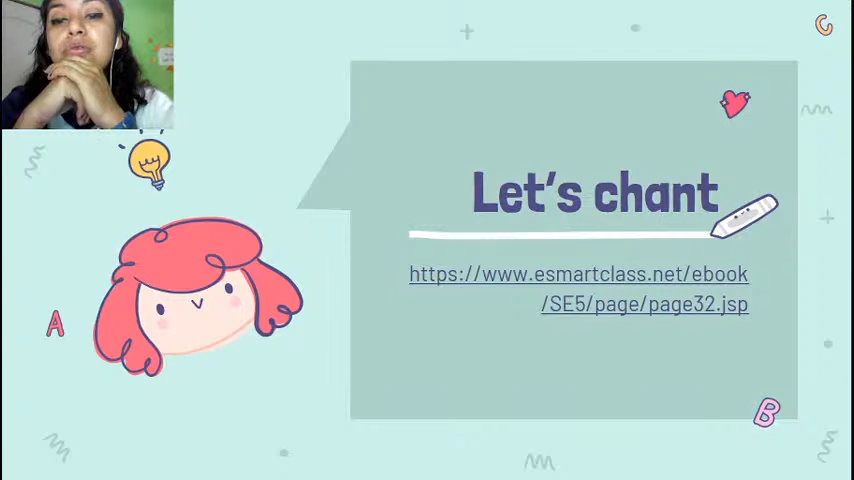 C
Let's chant
https://www.esmartclass.net/ebook
/SE5/page/page32.jsp
A
B